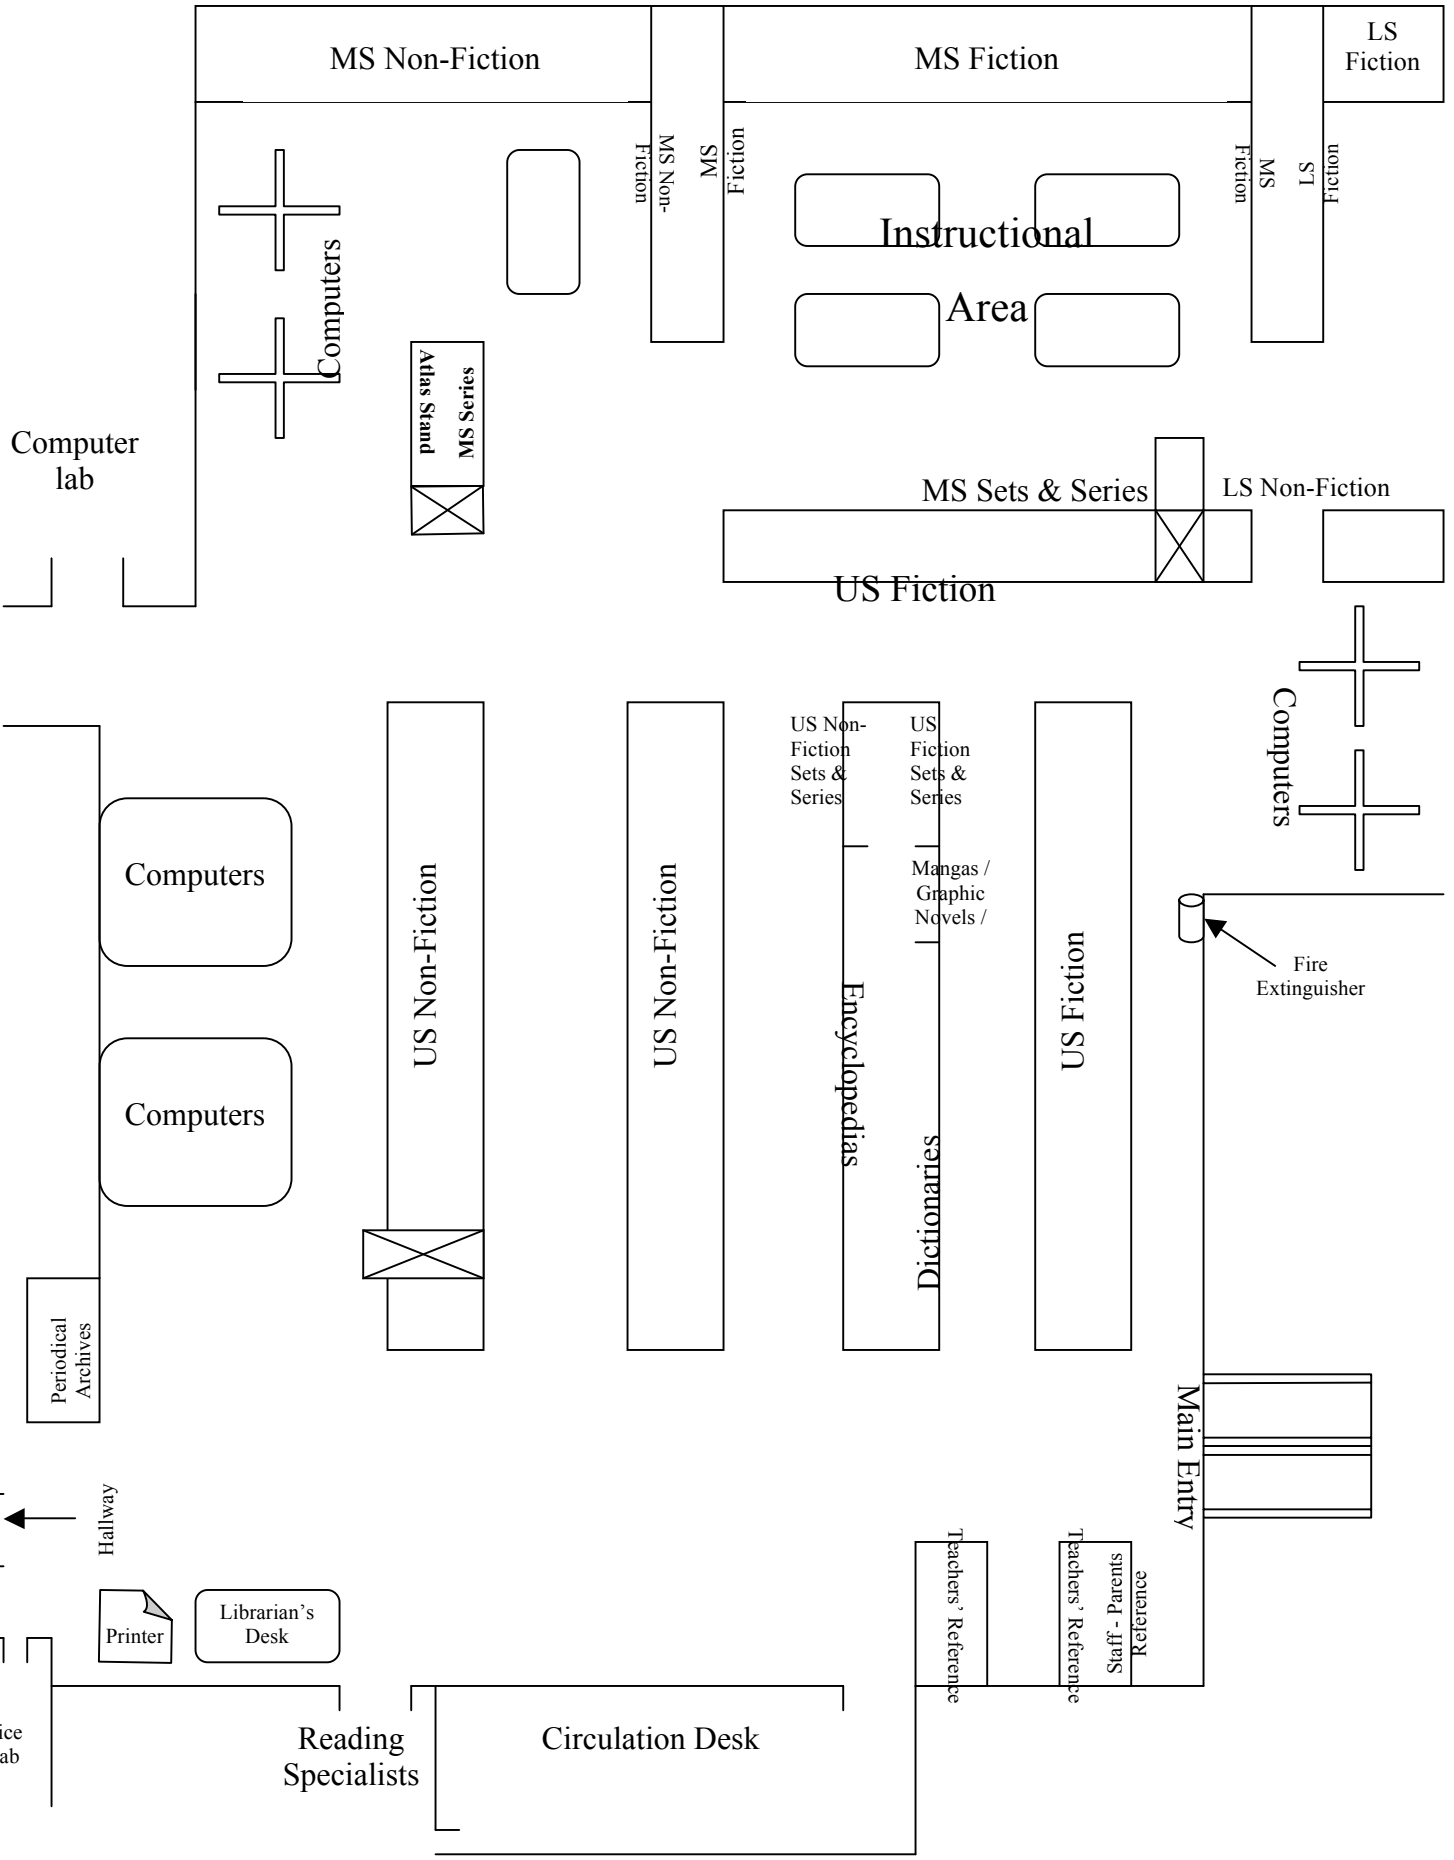 MS Non-Fiction
MS Fiction
LS
Fiction
MS Non-
Fiction
MS
Fiction
MS
Fiction
LS
Fiction
Instructional
Area
Computers
Atlas Stand
MS Series
Computer
lab
MS Sets & Series
LS Non-Fiction
US Fiction
Computers
US Non-
Fiction
Sets &
Series
US
Fiction
Sets &
Series
Mangas /
Graphic
Novels /
Computers
US Non-Fiction
US Non-Fiction
Encyclopedias
Dictionaries
US Fiction
Fire
Extinguisher
Computers
Periodical
Archives
Main Entry
Hallway
Printer
Librarian's
Desk
Teachers' Reference
Teachers' Reference
Staff - Parents
Reference
ice
ab
Reading
Specialists
Circulation Desk